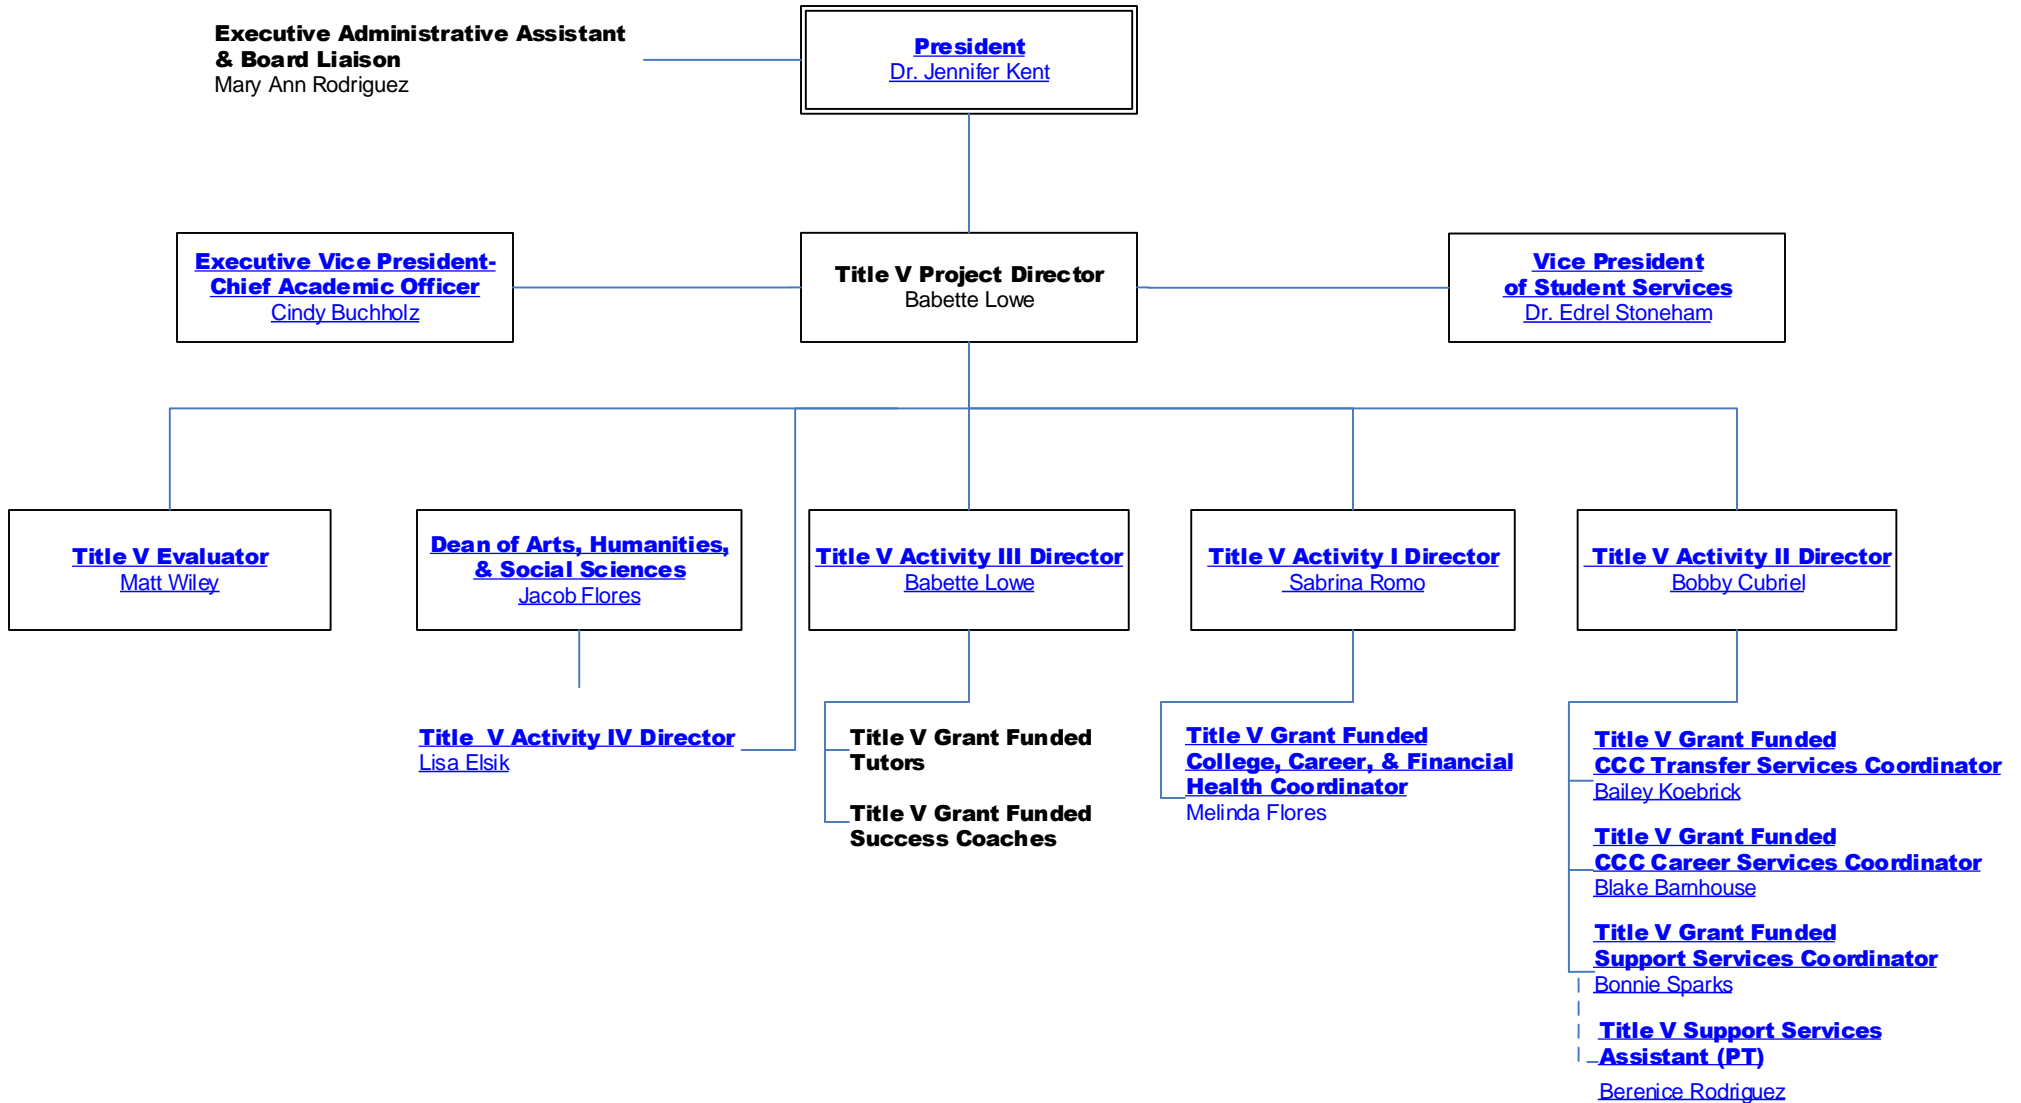 Executive Administrative Assistant
& Board Liaison
Mary Ann Rodriguez
President
Dr. Jennifer Kent
Executive Vice President-
Chief Academic Officer
Cindy Buchholz
Title V Project Director
Babette Lowe
Vice President
of Student Services
Dr. Edrel Stoneham
Title V Evaluator
Matt Wiley
Dean of Arts, Humanities,
& Social Sciences
Jacob Flores
Title V Activity III Director
Babette Lowe
Title V Activity I Director
Sabrina Romo
Title V Activity II Director
Bobby Cubriel
Title V Activity IV Director
Lisa Elsik
Title V Grant Funded
Tutors
Title V Grant Funded
Success Coaches
Title V Grant Funded
College, Career, & Financial
Health Coordinator
Melinda Flores
Title V Grant Funded
CCC Transfer Services Coordinator
Bailey Koebrick
Title V Grant Funded
CCC Career Services Coordinator
Blake Barnhouse
Title V Grant Funded
Support Services Coordinator
Bonnie Sparks
Title V Support Services
Assistant (PT)
Berenice Rodriguez